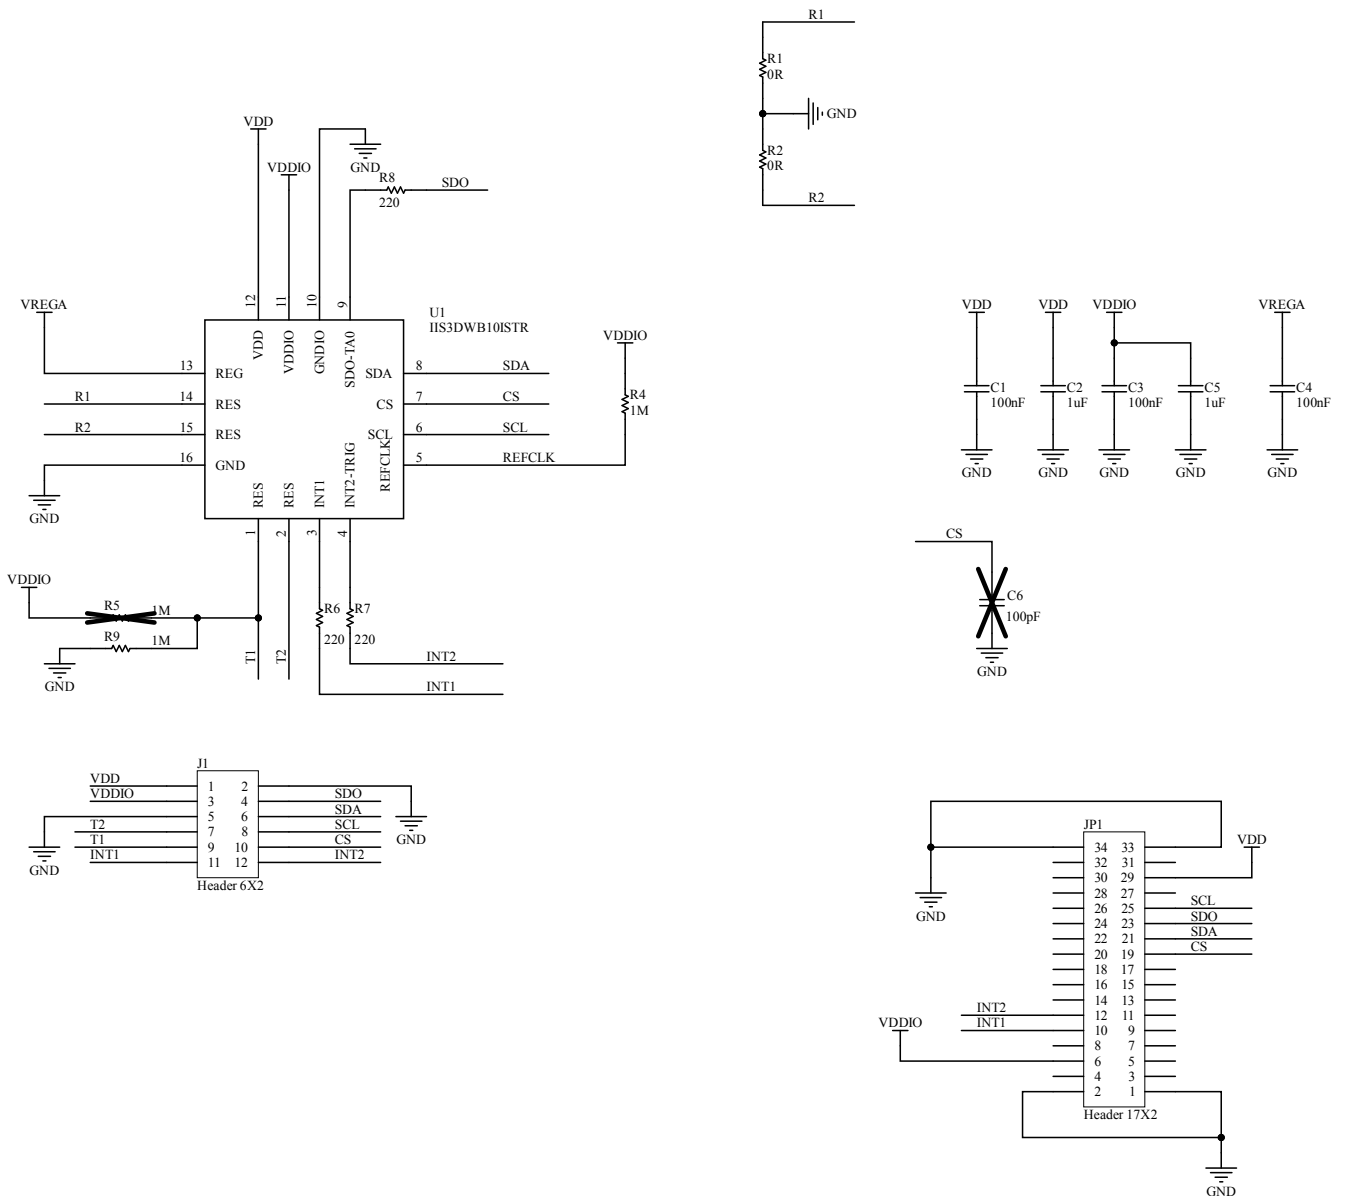 R1
R1
0R
GND
R2
0R
R2
VDD
VDDIO
GND
R8
220
SDO
VREGA
12
11
10
9
U1
IIS3DWB10ISTR
VDD
VDDIO
GNDIO
SDO-TA0
13 REG
SDA 8 SDA
R1 14 RES
CS 7 CS
R2 15 RES
SCL 6 SCL
16 GND
REFCLK 5 REFCLK
GND
VDDIO
R4
1M
RES
RES
INT1
INT2-TRIG
1
2
3
4
VDD
C1
100nF
GND
VDD
C2
1uF
GND
VDDIO
C3
100nF
GND
C5
1uF
GND
VREGA
C4
100nF
GND
CS
C6
100pF
GND
VDDIO
R5 1M
R9 1M
GND
T1
T2
R6
220
R7
220
INT2
INT1
J1
VDD 1 2
VDDIO 3 4 SDO
5 6 SDA
T2 7 8 SCL
T1 9 10 CS
INT1 11 12 INT2
GND
GND
Header 6X2
JP1
VDD
34 33
32 31
30 29
28 27
26 25 SCL
24 23 SDO
22 21 SDA
20 19 CS
18 17
16 15
14 13
INT2 12 11
INT1 10 9
8 7
6 5
4 3
2 1
GND
VDDIO
Header 17X2
GND